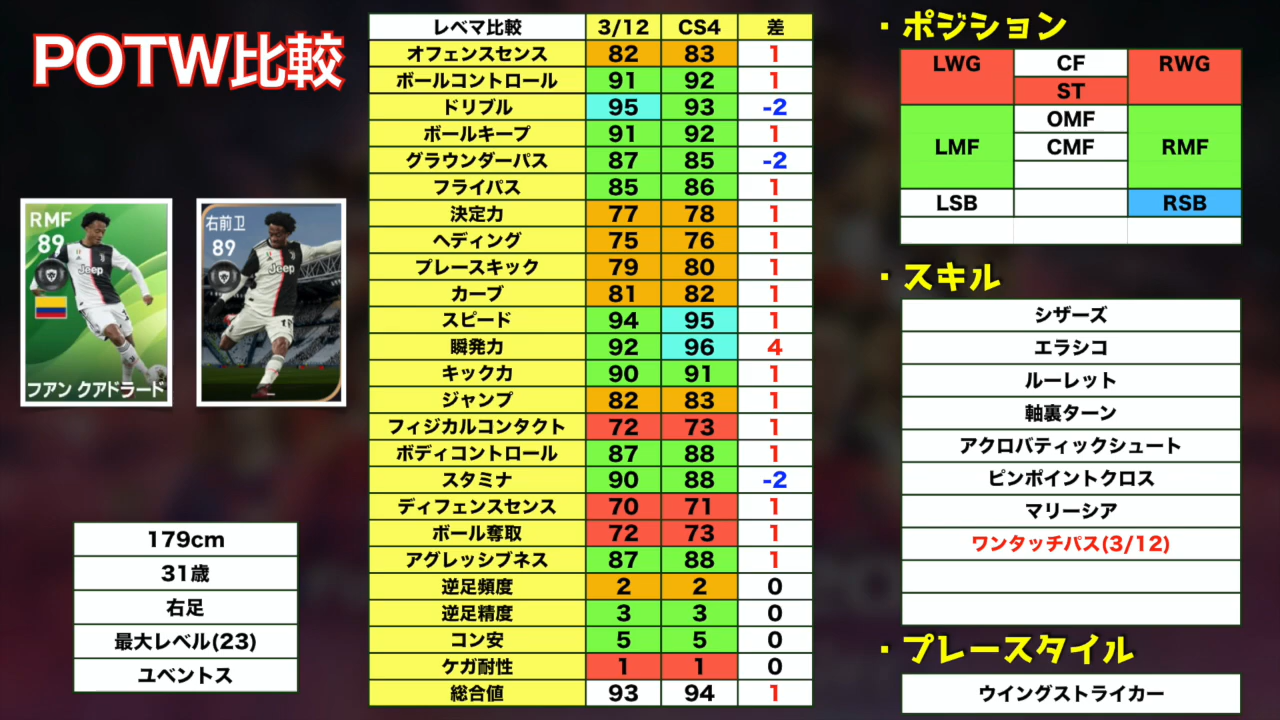 POTW比較
RMF
89
Jeep
フアン クアドラード
右前卫
89
Jeep
179cm
31歳
右足
最大レベル(23)
ユベントス
レベマ比較 3/12 CS4 差
オフェンスセンス 82 83 1
ボールコントロール 91 92 1
ドリブル 95 93 -2
ボールキープ 91 92 1
グラウンダーパス 87 85 -2
フライパス 85 86 1
決定力 77 78 1
ヘディング 75 76 1
プレースキック 79 80 1
カーブ 81 82 1
スピード 94 95 1
瞬発力 92 96 4
キック力 90 91 1
ジャンプ 82 83 1
フィジカルコンタクト 72 73 1
ボディコントロール 87 88 1
スタミナ 90 88 -2
ディフェンスセンス 70 71 1
ボール奪取 72 73 1
アグレッシブネス 87 88 1
逆足頻度 2 2 0
逆足精度 3 3 0
コン安 5 5 0
ケガ耐性 1 1 0
総合値 93 94 1
・ポジション
LWG CF RWG
ST
OMF
LMF CMF RMF
LSB RSB
・スキル
シザーズ
エラシコ
ルーレット
軸裏ターン
アクロバティックシュート
ピンポイントクロス
マリーシア
ワンタッチパス(3/12)
・プレースタイル
ウイングストライカー